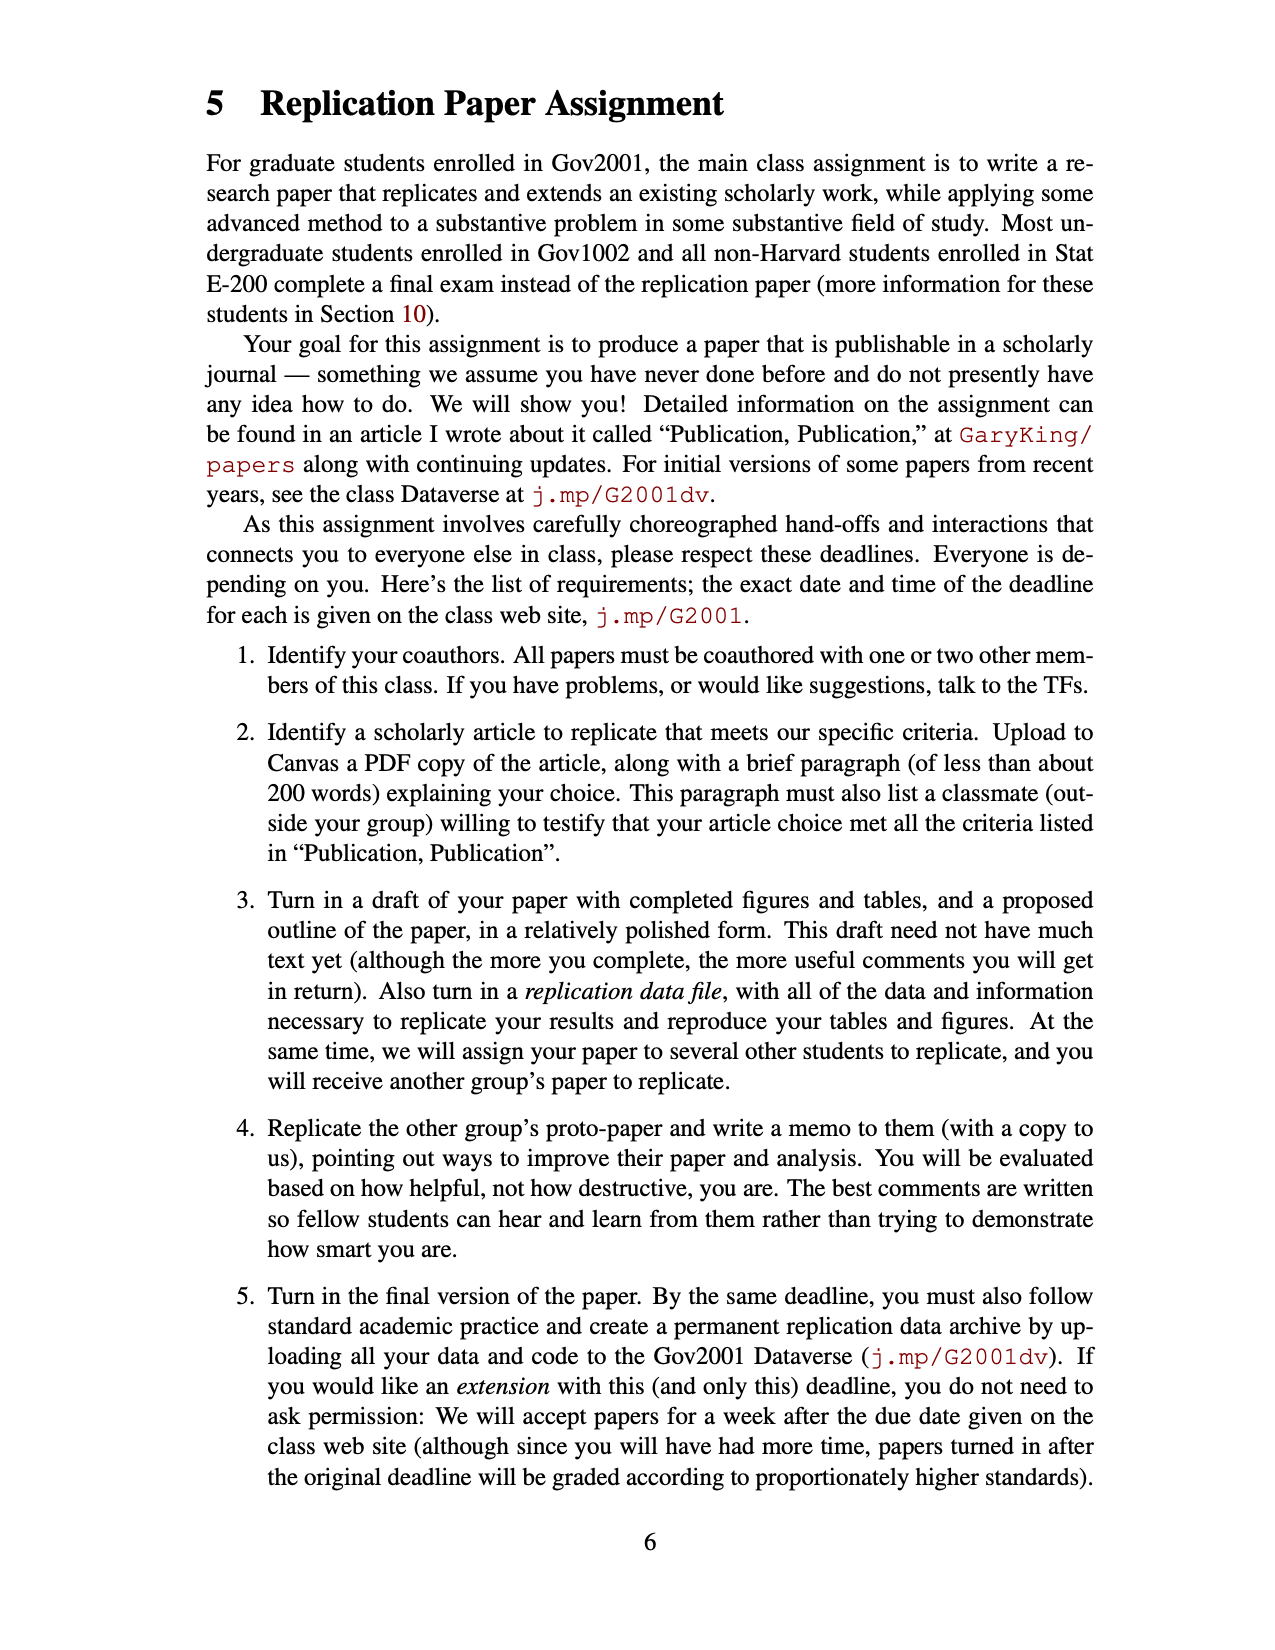 5 Replication Paper Assignment
For graduate students enrolled in Gov2001, the main class assignment is to write a re-
search paper that replicates and extends an existing scholarly work, while applying some
advanced method to a substantive problem in some substantive field of study. Most un-
dergraduate students enrolled in Gov1002 and all non-Harvard students enrolled in Stat
E-200 complete a final exam instead of the replication paper (more information for these
students in Section 10).
Your goal for this assignment is to produce a paper that is publishable in a scholarly
journal — something we assume you have never done before and do not presently have
any idea how to do. We will show you! Detailed information on the assignment can
be found in an article I wrote about it called “Publication, Publication,” at GaryKing/
papers along with continuing updates. For initial versions of some papers from recent
years, see the class Dataverse at j.mp/G2001dv.
As this assignment involves carefully choreographed hand-offs and interactions that
connects you to everyone else in class, please respect these deadlines. Everyone is de-
pending on you. Here’s the list of requirements; the exact date and time of the deadline
for each is given on the class web site, j.mp/G2001.
1. Identify your coauthors. All papers must be coauthored with one or two other mem-
bers of this class. If you have problems, or would like suggestions, talk to the TFs.
2. Identify a scholarly article to replicate that meets our specific criteria. Upload to
Canvas a PDF copy of the article, along with a brief paragraph (of less than about
200 words) explaining your choice. This paragraph must also list a classmate (out-
side your group) willing to testify that your article choice met all the criteria listed
in “Publication, Publication”.
3. Turn in a draft of your paper with completed figures and tables, and a proposed
outline of the paper, in a relatively polished form. This draft need not have much
text yet (although the more you complete, the more useful comments you will get
in return). Also turn in a replication data file, with all of the data and information
necessary to replicate your results and reproduce your tables and figures. At the
same time, we will assign your paper to several other students to replicate, and you
will receive another group’s paper to replicate.
4. Replicate the other group’s proto-paper and write a memo to them (with a copy to
us), pointing out ways to improve their paper and analysis. You will be evaluated
based on how helpful, not how destructive, you are. The best comments are written
so fellow students can hear and learn from them rather than trying to demonstrate
how smart you are.
5. Turn in the final version of the paper. By the same deadline, you must also follow
standard academic practice and create a permanent replication data archive by up-
loading all your data and code to the Gov2001 Dataverse (j.mp/G2001dv). If
you would like an extension with this (and only this) deadline, you do not need to
ask permission: We will accept papers for a week after the due date given on the
class web site (although since you will have had more time, papers turned in after
the original deadline will be graded according to proportionately higher standards).
6